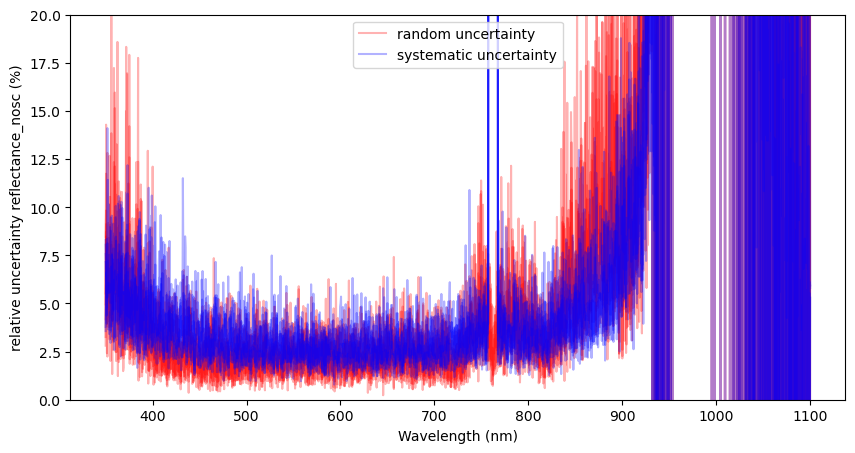 20.0
17.5
15.0
12.5
10.0
7.5
5.0
2.5
0.0
relative uncertainty reflectance_nosc (%)
random uncertainty
systematic uncertainty
400 500 600 700 800 900 1000 1100
Wavelength (nm)